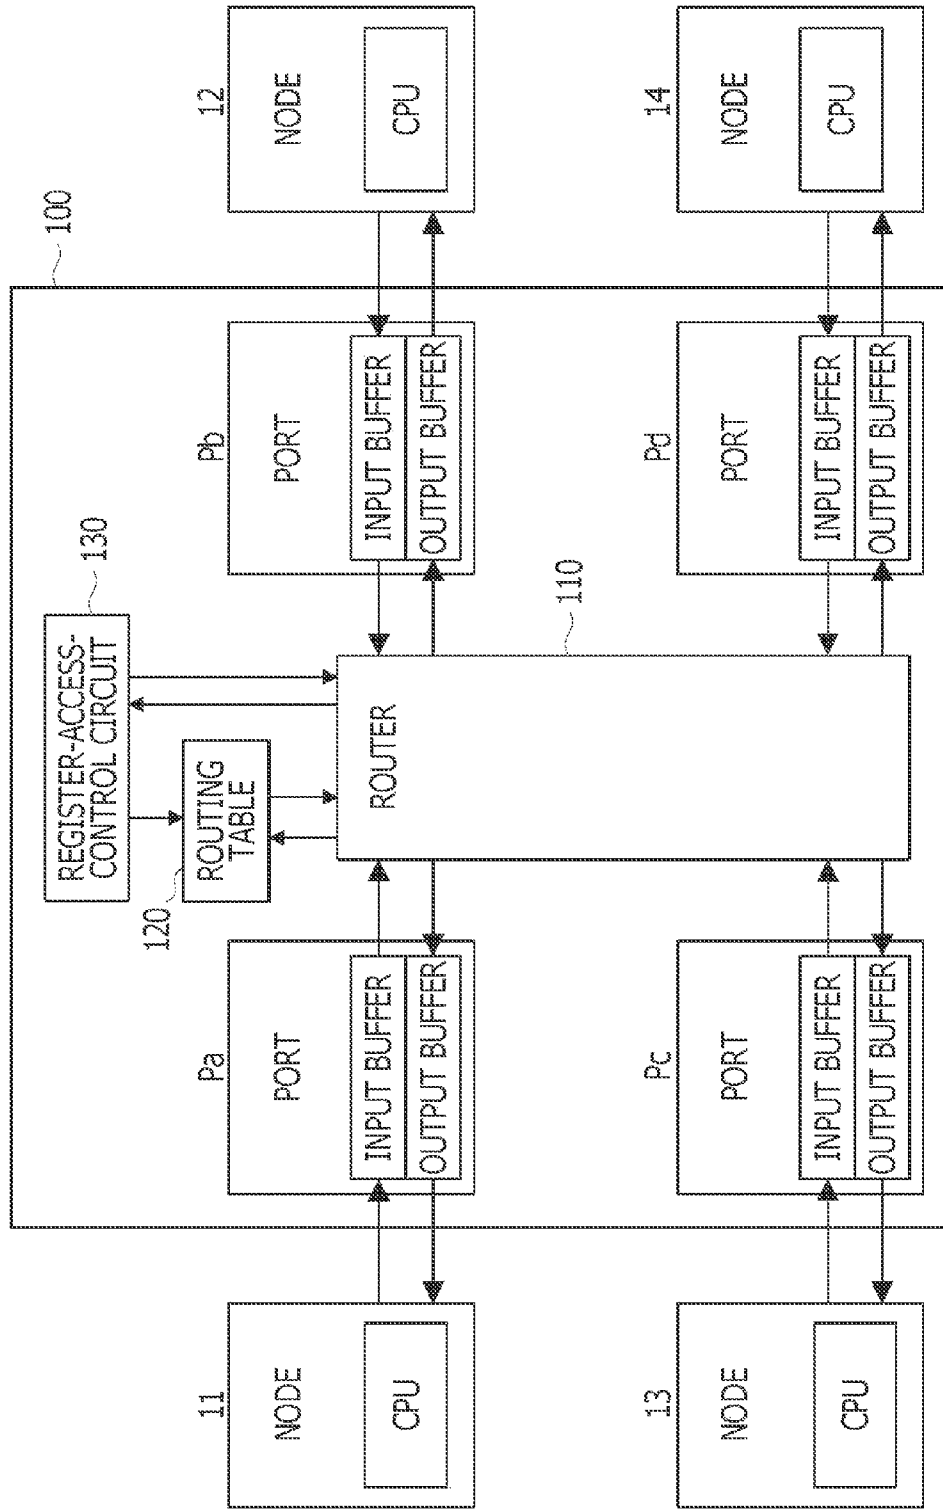 100
130
REGISTER-ACCESS-
CONTROL CIRCUIT
120
ROUTING
TABLE
11
NODE
CPU
Pa
PORT
INPUT BUFFER
OUTPUT BUFFER
110
ROUTER
Pb
PORT
INPUT BUFFER
OUTPUT BUFFER
12
NODE
CPU
13
NODE
CPU
Pc
PORT
INPUT BUFFER
OUTPUT BUFFER
Pd
PORT
INPUT BUFFER
OUTPUT BUFFER
14
NODE
CPU